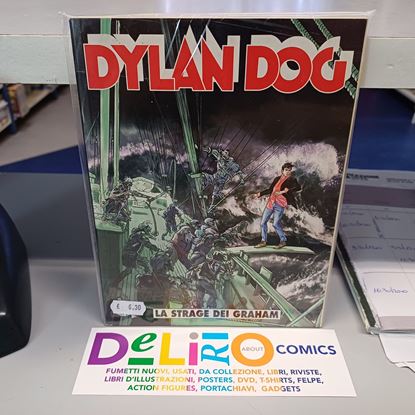 DYLAN DOG
€ 6,30
LA STRAGE DEI GRAHAM
DeLiRiO ABOUT COMICS
FUMETTI NUOVI, USATI, DA COLLEZIONE, LIBRI, RIVISTE,
LIBRI D'ILLUSTRAZIONI, POSTERS, DVD, T-SHIRTS, FELPE,
ACTION FIGURES, PORTACHIAVI, GADGETS